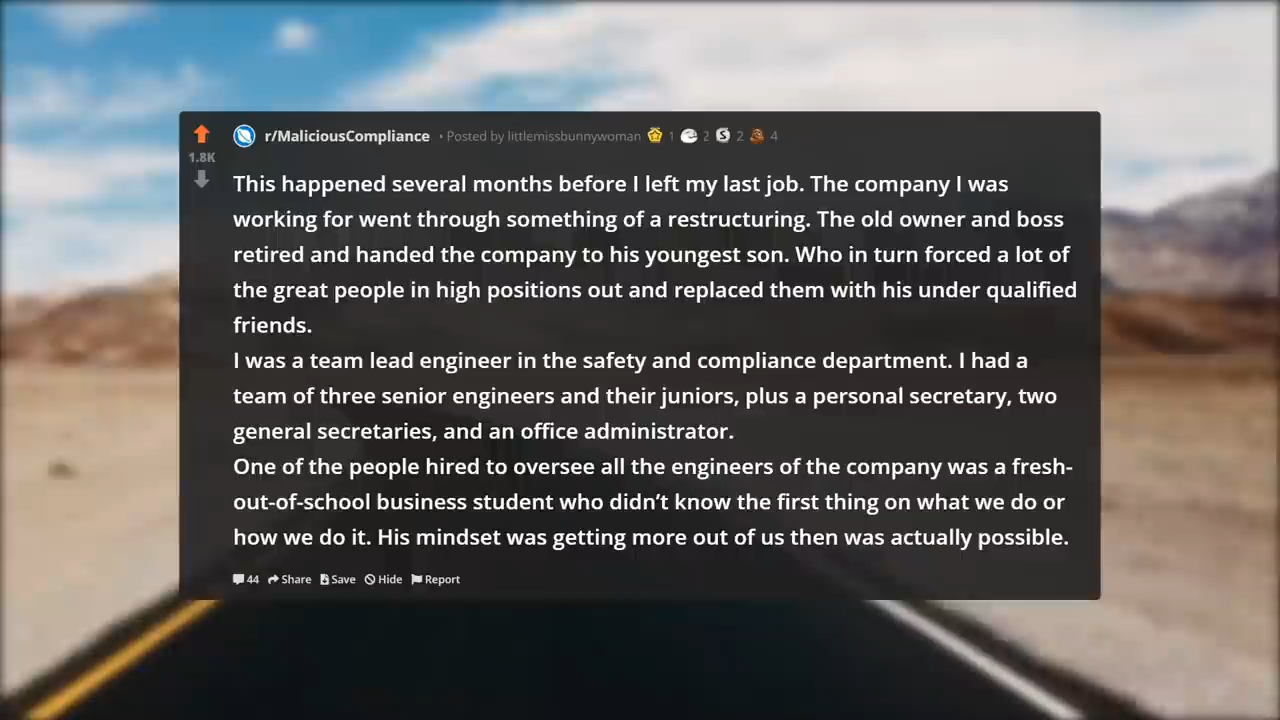 r/MaliciousCompliance • Posted by littlemissbunnywoman 1 2 2 4
1.8K
This happened several months before I left my last job. The company I was
working for went through something of a restructuring. The old owner and boss
retired and handed the company to his youngest son. Who in turn forced a lot of
the great people in high positions out and replaced them with his under qualified
friends.
I was a team lead engineer in the safety and compliance department. I had a
team of three senior engineers and their juniors, plus a personal secretary, two
general secretaries, and an office administrator.
One of the people hired to oversee all the engineers of the company was a fresh-
out-of-school business student who didn’t know the first thing on what we do or
how we do it. His mindset was getting more out of us then was actually possible.
44 Share Save Hide Report